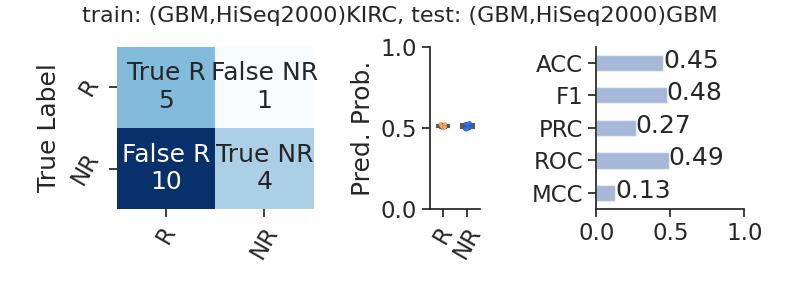 train: (GBM,HiSeq2000)KIRC, test: (GBM,HiSeq2000)GBM
True Label
R
NR
True R
5
False NR
1
False R
10
True NR
4
R
NR
Pred. Prob.
1.0
0.5
0.0
R
NR
ACC
0.45
F1
0.48
PRC
0.27
ROC
0.49
MCC
0.13
0.0
0.5
1.0